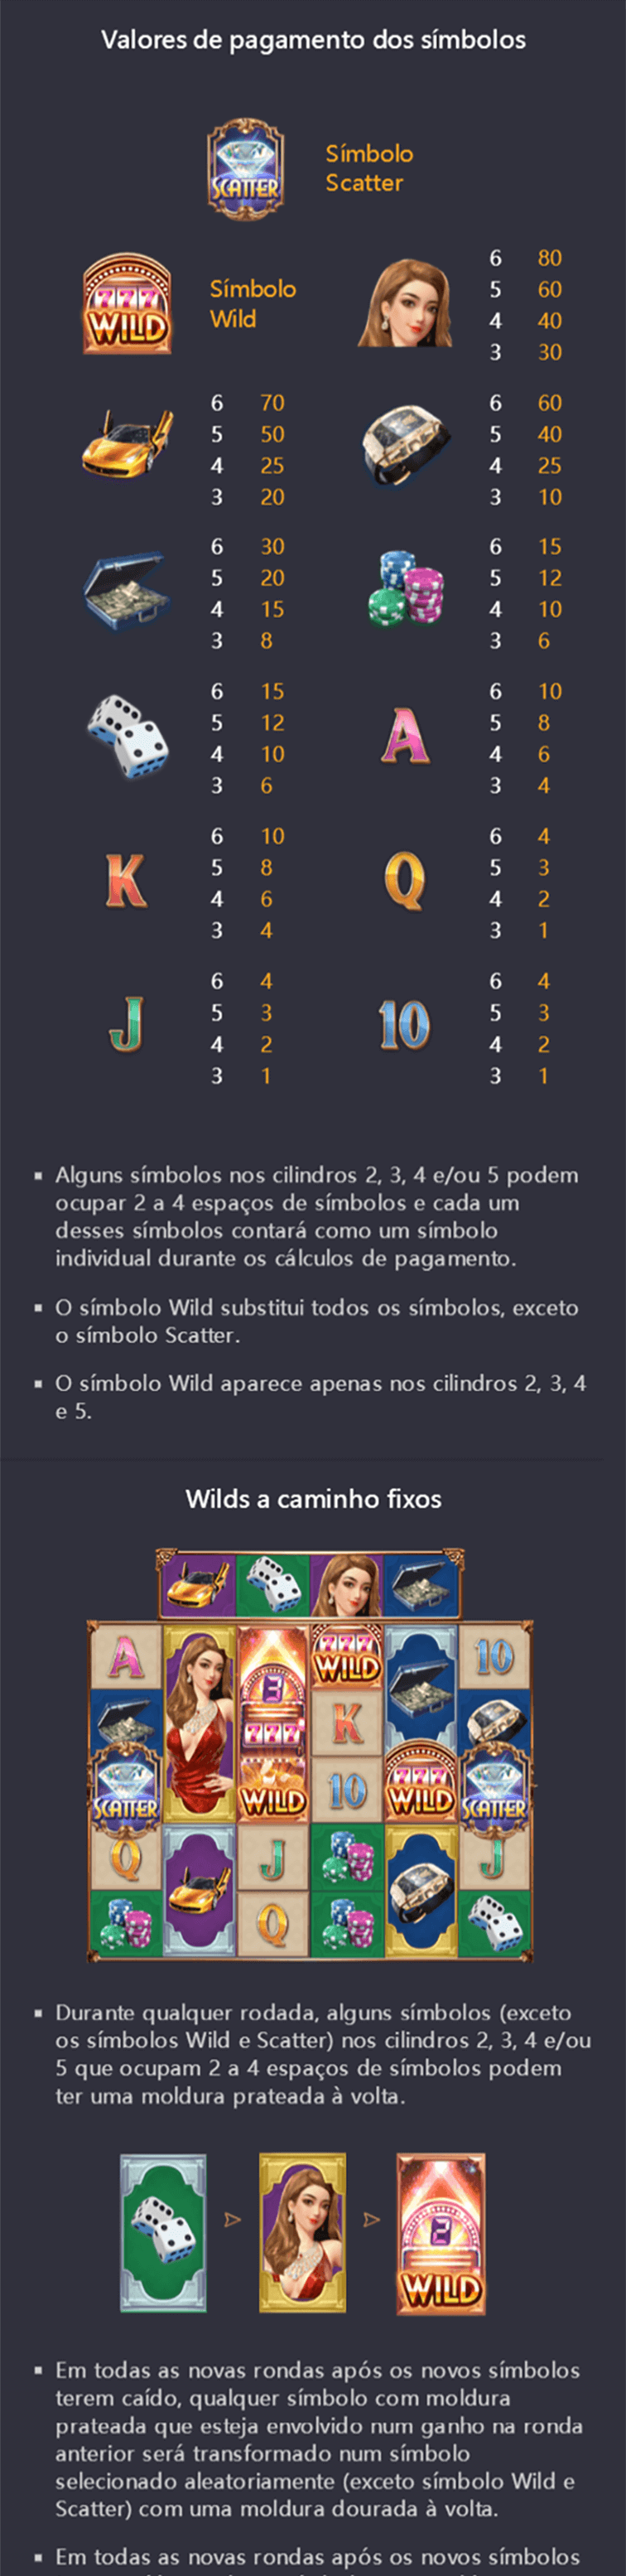 Valores de pagamento dos símbolos
SCATTER
Símbolo
Scatter
777
WILD
Símbolo
Wild
6 80
5 60
4 40
3 30
6 70
5 50
4 25
3 20
6 60
5 40
4 25
3 10
6 30
5 20
4 15
3 8
6 15
5 12
4 10
3 6
6 15
5 12
4 10
3 6
A
6 10
5 8
4 6
3 4
K
6 10
5 8
4 6
3 4
Q
6 4
5 3
4 2
3 1
J
6 4
5 3
4 2
3 1
10
6 4
5 3
4 2
3 1
Alguns símbolos nos cilindros 2, 3, 4 e/ou 5 podem
ocupar 2 a 4 espaços de símbolos e cada um
desses símbolos contará como um símbolo
individual durante os cálculos de pagamento.
O símbolo Wild substitui todos os símbolos, exceto
o símbolo Scatter.
O símbolo Wild aparece apenas nos cilindros 2, 3, 4
e 5.
Wilds a caminho fixos
A 3 777 WILD 10
777 K
SCATTER WILD 10 777 WILD SCATTER
Q J J
Q
Durante qualquer rodada, alguns símbolos (exceto
os símbolos Wild e Scatter) nos cilindros 2, 3, 4 e/ou
5 que ocupam 2 a 4 espaços de símbolos podem
ter uma moldura prateada à volta.
2
WILD
Em todas as novas rondas após os novos símbolos
terem caído, qualquer símbolo com moldura
prateada que esteja envolvido num ganho na ronda
anterior será transformado num símbolo
selecionado aleatoriamente (exceto símbolo Wild e
Scatter) com uma moldura dourada à volta.
Em todas as novas rondas após os novos símbolos